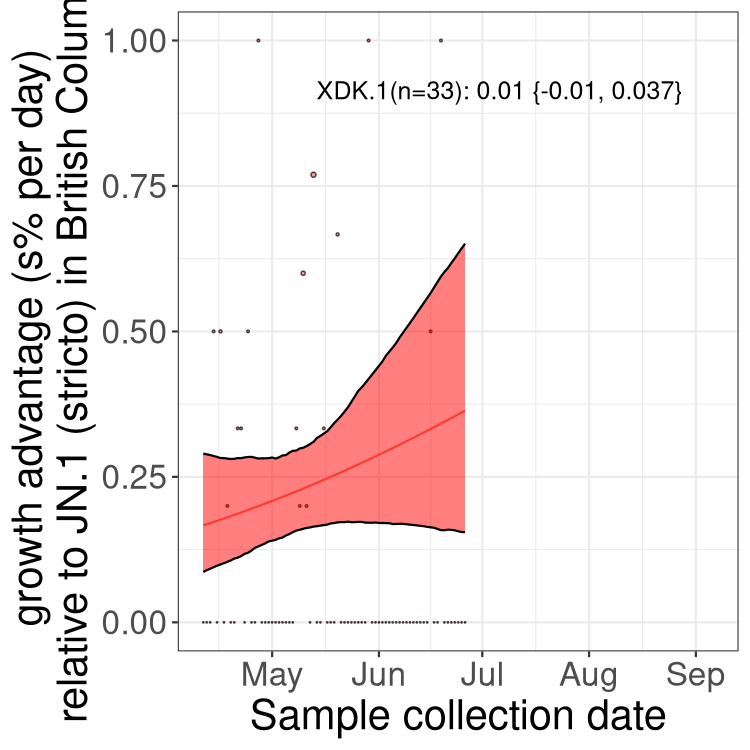 growth advantage (s% per day)
relative to JN.1 (stricto) in British Colum
1.00
0.75
0.50
0.25
0.00
XDK.1(n=33): 0.01 {-0.01, 0.037}
May Jun Jul Aug Sep
Sample collection date